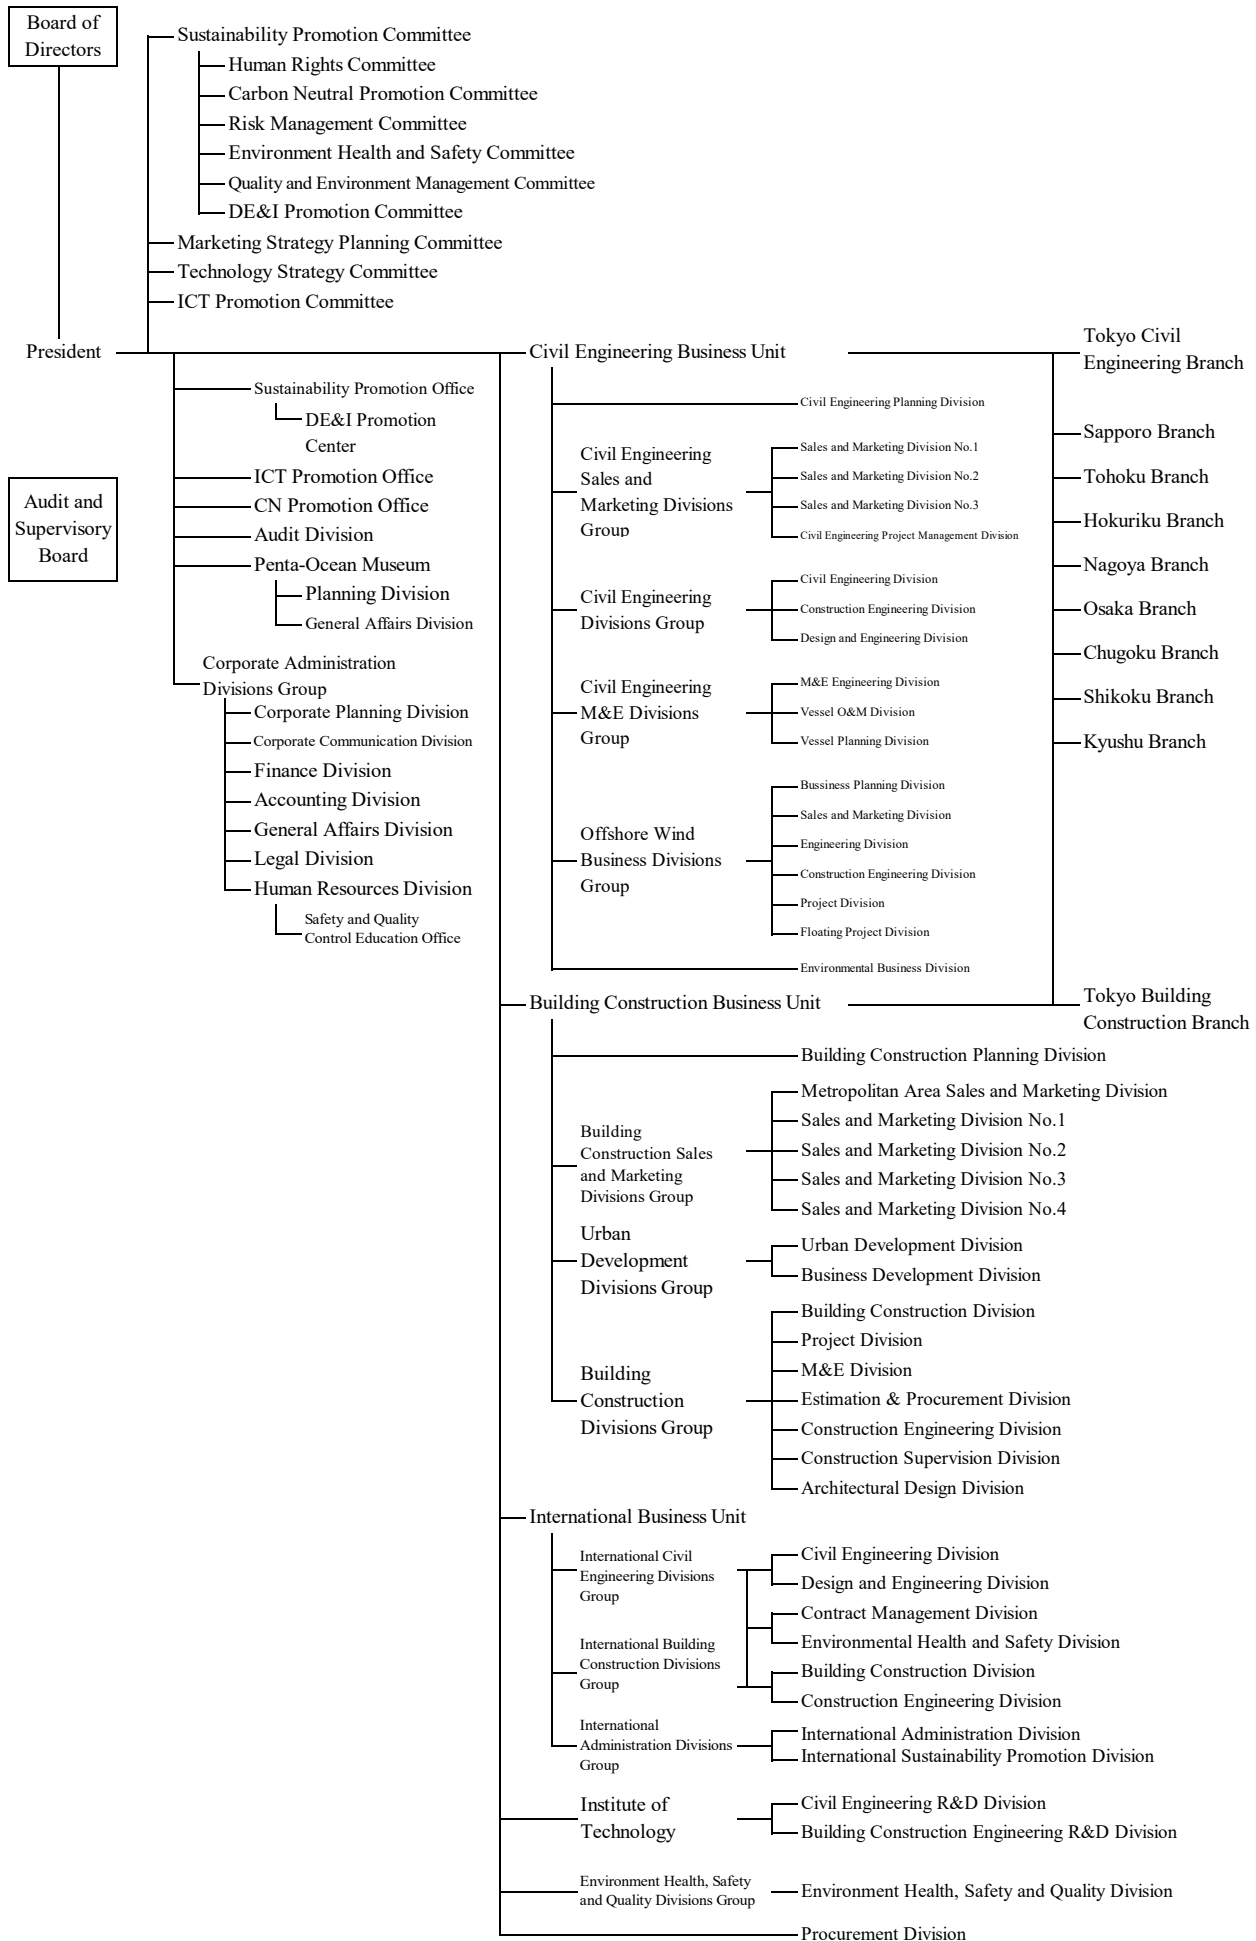 Board of
Directors
Sustainability Promotion Committee
Human Rights Committee
Carbon Neutral Promotion Committee
Risk Management Committee
Environment Health and Safety Committee
Quality and Environment Management Committee
DE&I Promotion Committee
Marketing Strategy Planning Committee
Technology Strategy Committee
ICT Promotion Committee
President
Sustainability Promotion Office
DE&I Promotion
Center
ICT Promotion Office
CN Promotion Office
Audit Division
Penta-Ocean Museum
Planning Division
General Affairs Division
Corporate Administration
Divisions Group
Corporate Planning Division
Corporate Communication Division
Finance Division
Accounting Division
General Affairs Division
Legal Division
Human Resources Division
Safety and Quality
Control Education Office
Audit and
Supervisory
Board
Civil Engineering Business Unit
Civil Engineering Planning Division
Civil Engineering
Sales and
Marketing Divisions
Group
Sales and Marketing Division No.1
Sales and Marketing Division No.2
Sales and Marketing Division No.3
Civil Engineering Project Management Division
Civil Engineering
Divisions Group
Civil Engineering Division
Construction Engineering Division
Design and Engineering Division
Civil Engineering
M&E Divisions
Group
M&E Engineering Division
Vessel O&M Division
Vessel Planning Division
Offshore Wind
Business Divisions
Group
Bussiness Planning Division
Sales and Marketing Division
Engineering Division
Construction Engineering Division
Project Division
Floating Project Division
Environmental Business Division
Tokyo Civil
Engineering Branch
Sapporo Branch
Tohoku Branch
Hokuriku Branch
Nagoya Branch
Osaka Branch
Chugoku Branch
Shikoku Branch
Kyushu Branch
Tokyo Building
Construction Branch
Building Construction Business Unit
Building Construction Planning Division
Building
Construction Sales
and Marketing
Divisions Group
Metropolitan Area Sales and Marketing Division
Sales and Marketing Division No.1
Sales and Marketing Division No.2
Sales and Marketing Division No.3
Sales and Marketing Division No.4
Urban
Development
Divisions Group
Urban Development Division
Business Development Division
Building
Construction
Divisions Group
Building Construction Division
Project Division
M&E Division
Estimation & Procurement Division
Construction Engineering Division
Construction Supervision Division
Architectural Design Division
International Business Unit
International Civil
Engineering Divisions
Group
Civil Engineering Division
Design and Engineering Division
Contract Management Division
Environmental Health and Safety Division
International Building
Construction Divisions
Group
Building Construction Division
Construction Engineering Division
International
Administration Divisions
Group
International Administration Division
International Sustainability Promotion Division
Institute of
Technology
Civil Engineering R&D Division
Building Construction Engineering R&D Division
Environment Health, Safety
and Quality Divisions Group
Environment Health, Safety and Quality Division
Procurement Division